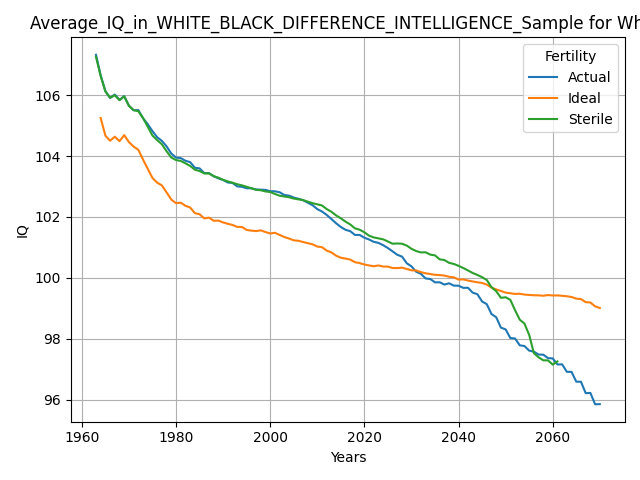 Average_IQ_in_WHITE_BLACK_DIFFERENCE_INTELLIGENCE_Sample for Wh
Fertility
Actual
Ideal
Sterile
106
104
102
100
98
96
IQ
1960 1980 2000 2020 2040 2060
Years